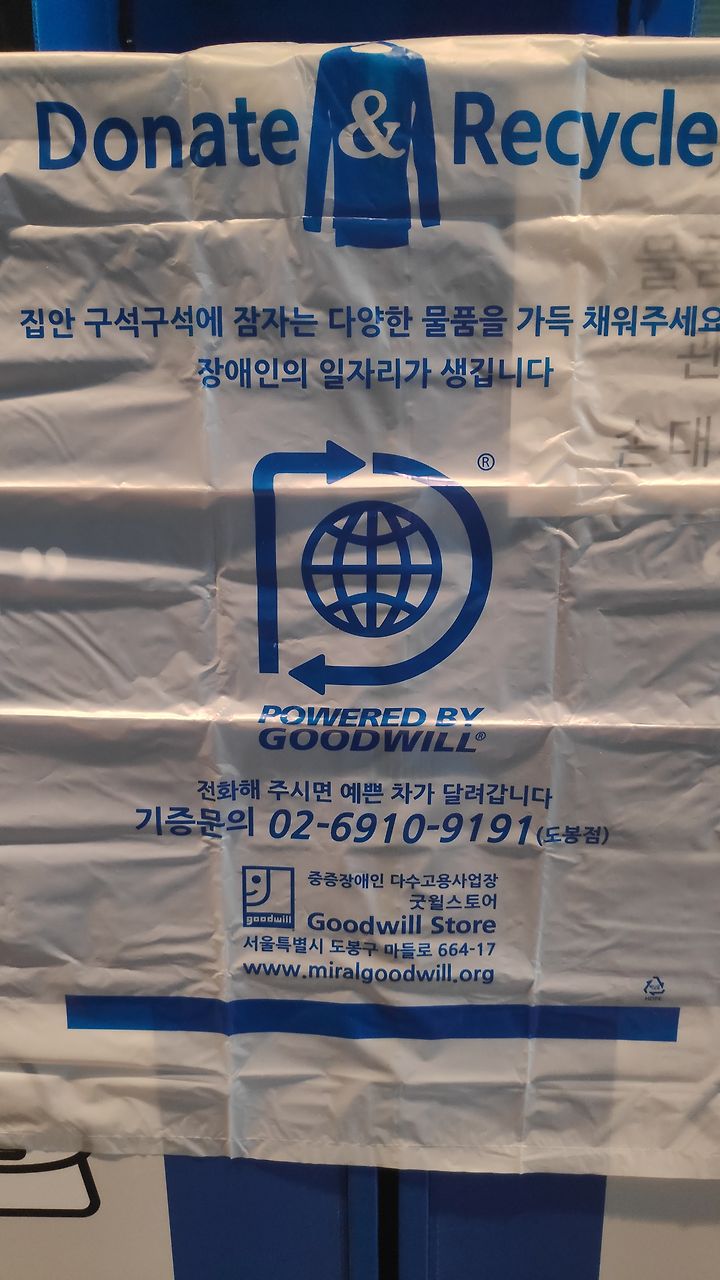 Donate & Recycle
집안 구석구석에 잠자는 다양한 물품을 가득 채워주세요
장애인의 일자리가 생깁니다
®
POWERED BY
GOODWILL®
전화해 주시면 예쁜 차가 달려갑니다
기증문의 02-6910-9191(도봉점)
중증장애인 다수고용사업장
굿윌스토어
goodwill Goodwill Store
서울특별시 도봉구 마들로 664-17
www.miralgoodwill.org
HDPE